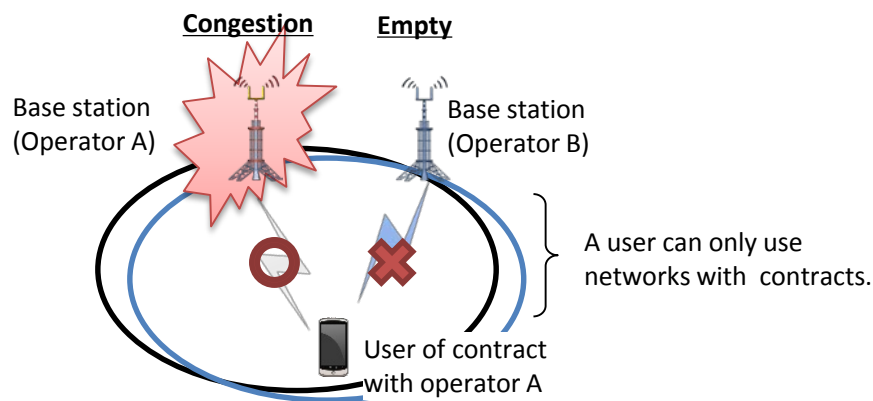 Congestion
Empty
Base station
(Operator A)
Base station
(Operator B)
A user can only use
networks with contracts.
User of contract
with operator A